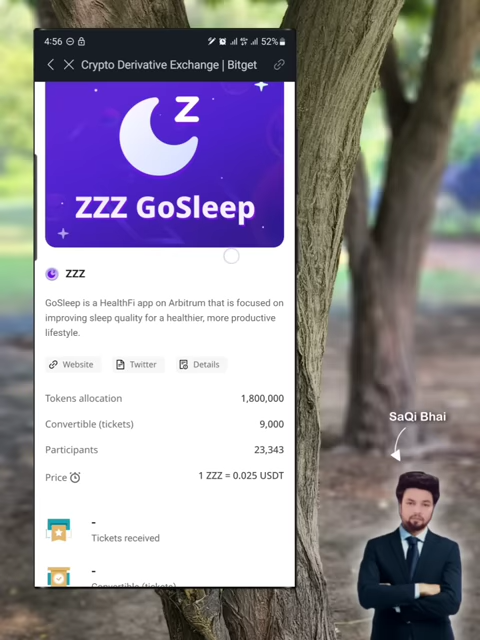 4:56
52%
Crypto Derivative Exchange | Bitget
Z
ZZZ GoSleep
ZZZ
GoSleep is a HealthFi app on Arbitrum that is focused on
improving sleep quality for a healthier, more productive
lifestyle.
Website Twitter Details
Tokens allocation 1,800,000
Convertible (tickets) 9,000
Participants 23,343
Price 1 ZZZ = 0.025 USDT
-
Tickets received
-
Convertible (tickets)
SaQi Bhai